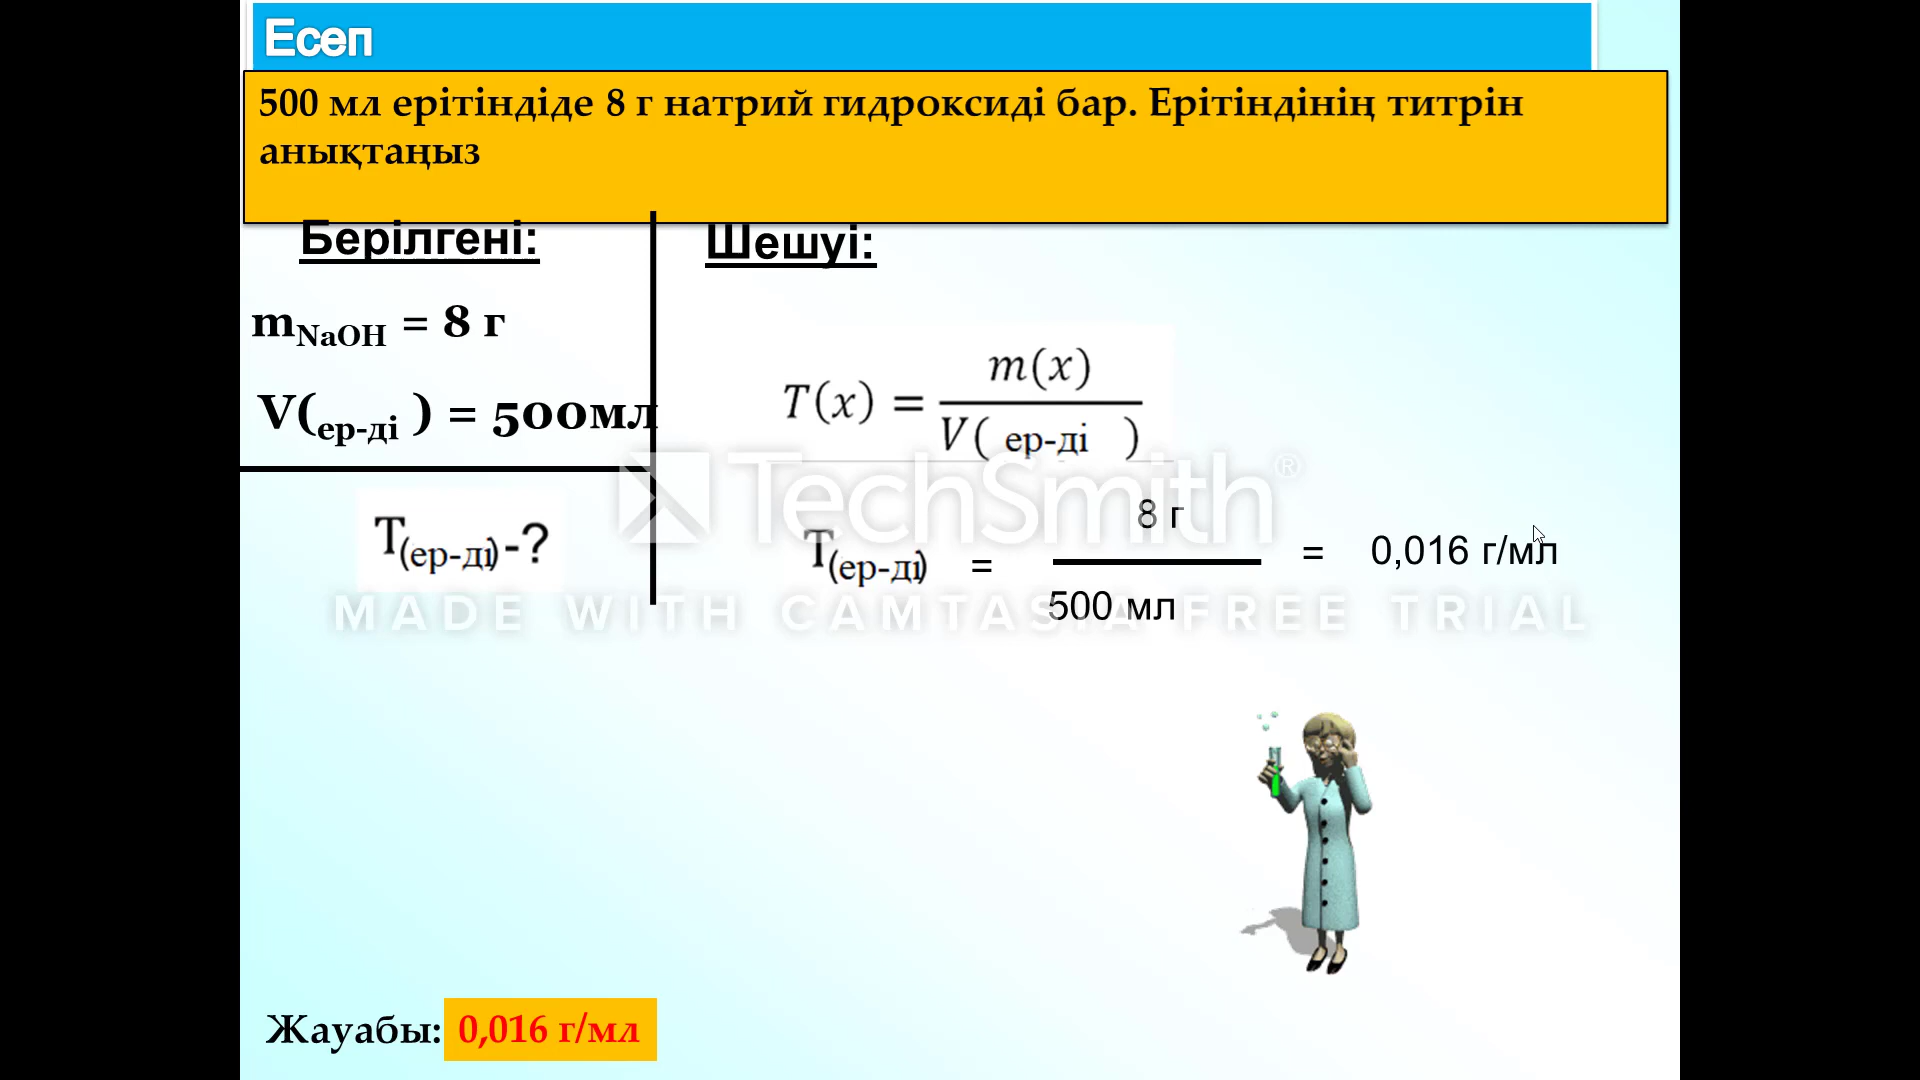 Есеп
500 мл ерітіндіде 8 г натрий гидроксиді бар. Ерітіндінің титрін
анықтаңыз
Берілгені:
mNaOH = 8 г
V(ер-ді ) = 500мл
T(ер-ді)-?
Шешуі:
T(x) = m(x)
V( ер-ді )
T(ер-ді) = 8 г = 0,016 г/мл
500 мл
TechSmith®
MADE WITH CAMTASIA FREE TRIAL
Жауабы: 0,016 г/мл